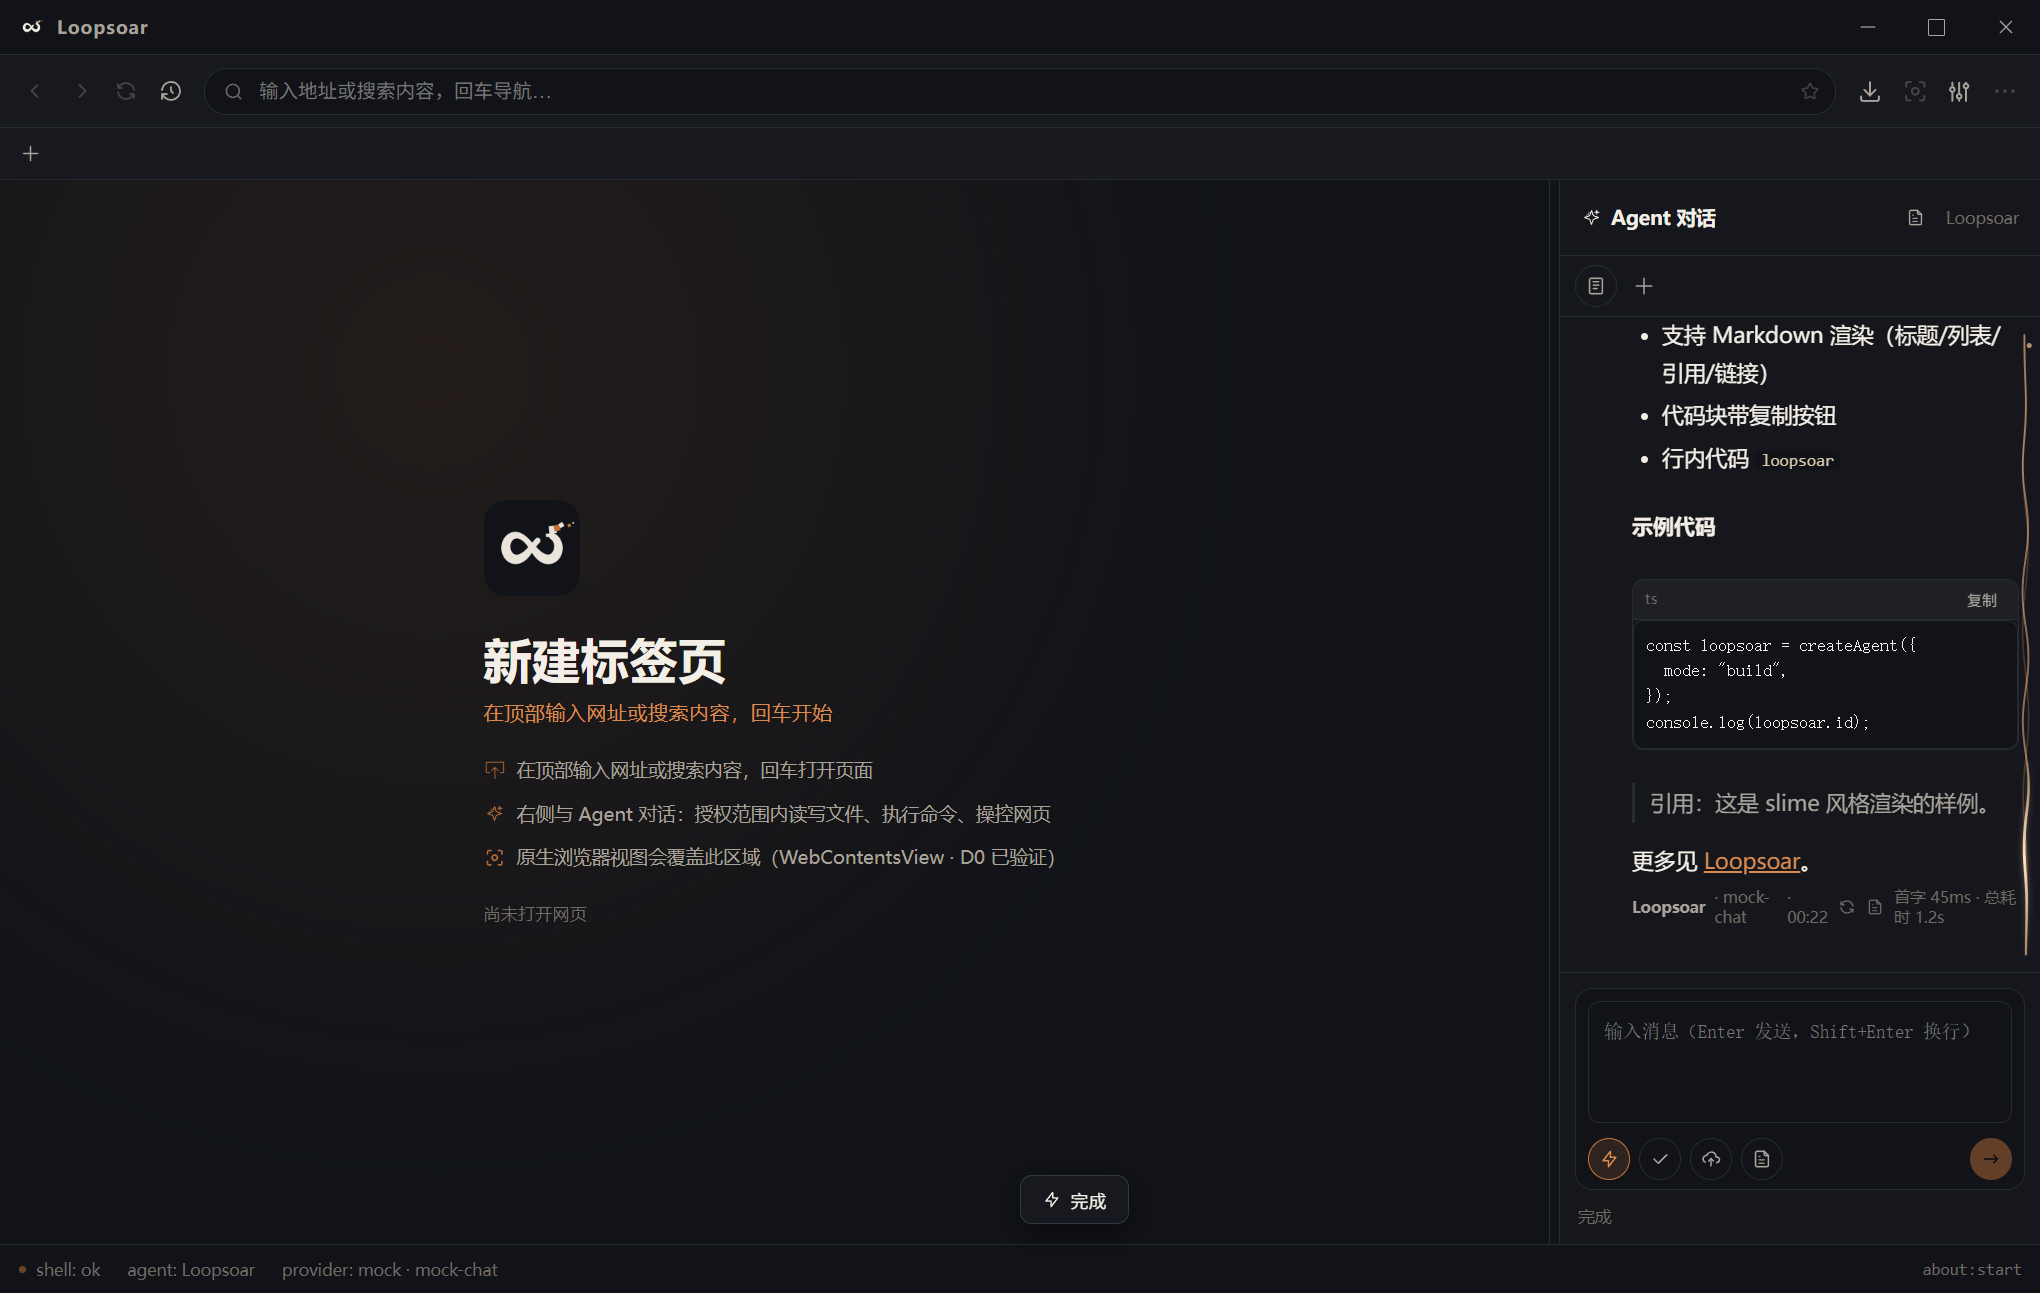 Loopsoar
输入地址或搜索内容，回车导航...
新建标签页
在顶部输入网址或搜索内容，回车开始
在顶部输入网址或搜索内容，回车打开页面
右侧与 Agent 对话：授权范围内读写文件、执行命令、操控网页
原生浏览器视图会覆盖此区域（WebContentsView · D0 已验证）
尚未打开网页
完成
Agent 对话
Loopsoar
支持 Markdown 渲染（标题/列表/
引用/链接）
代码块带复制按钮
行内代码 loopsoar
示例代码
ts
复制
const loopsoar = createAgent({
  mode: "build",
});
console.log(loopsoar.id);
引用：这是 slime 风格渲染的样例。
更多见 Loopsoar。
Loopsoar · mock-chat · 00:22 首字 45ms · 总耗时 1.2s
输入消息（Enter 发送，Shift+Enter 换行）
完成
shell: ok agent: Loopsoar provider: mock · mock-chat about:start